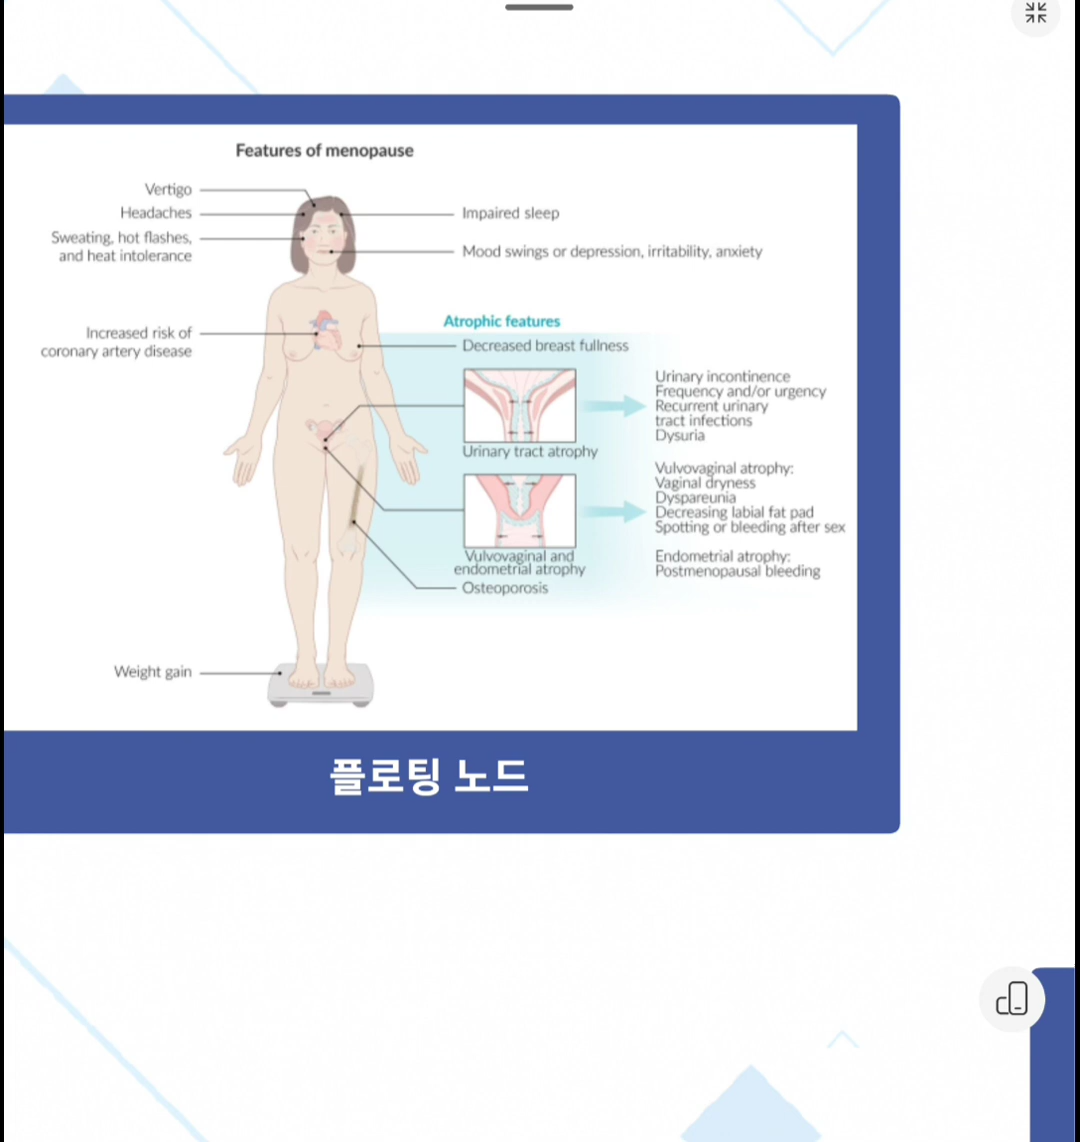 Features of menopause
Vertigo
Headaches
Sweating, hot flashes,
and heat intolerance
Impaired sleep
Mood swings or depression, irritability, anxiety
Increased risk of
coronary artery disease
Atrophic features
Decreased breast fullness
Urinary tract atrophy
Urinary incontinence
Frequency and/or urgency
Recurrent urinary
tract infections
Dysuria
Vulvovaginal and
endometrial atrophy
Vulvovaginal atrophy:
Vaginal dryness
Dyspareunia
Decreasing labial fat pad
Spotting or bleeding after sex
Endometrial atrophy:
Postmenopausal bleeding
Osteoporosis
Weight gain
플로팅 노드